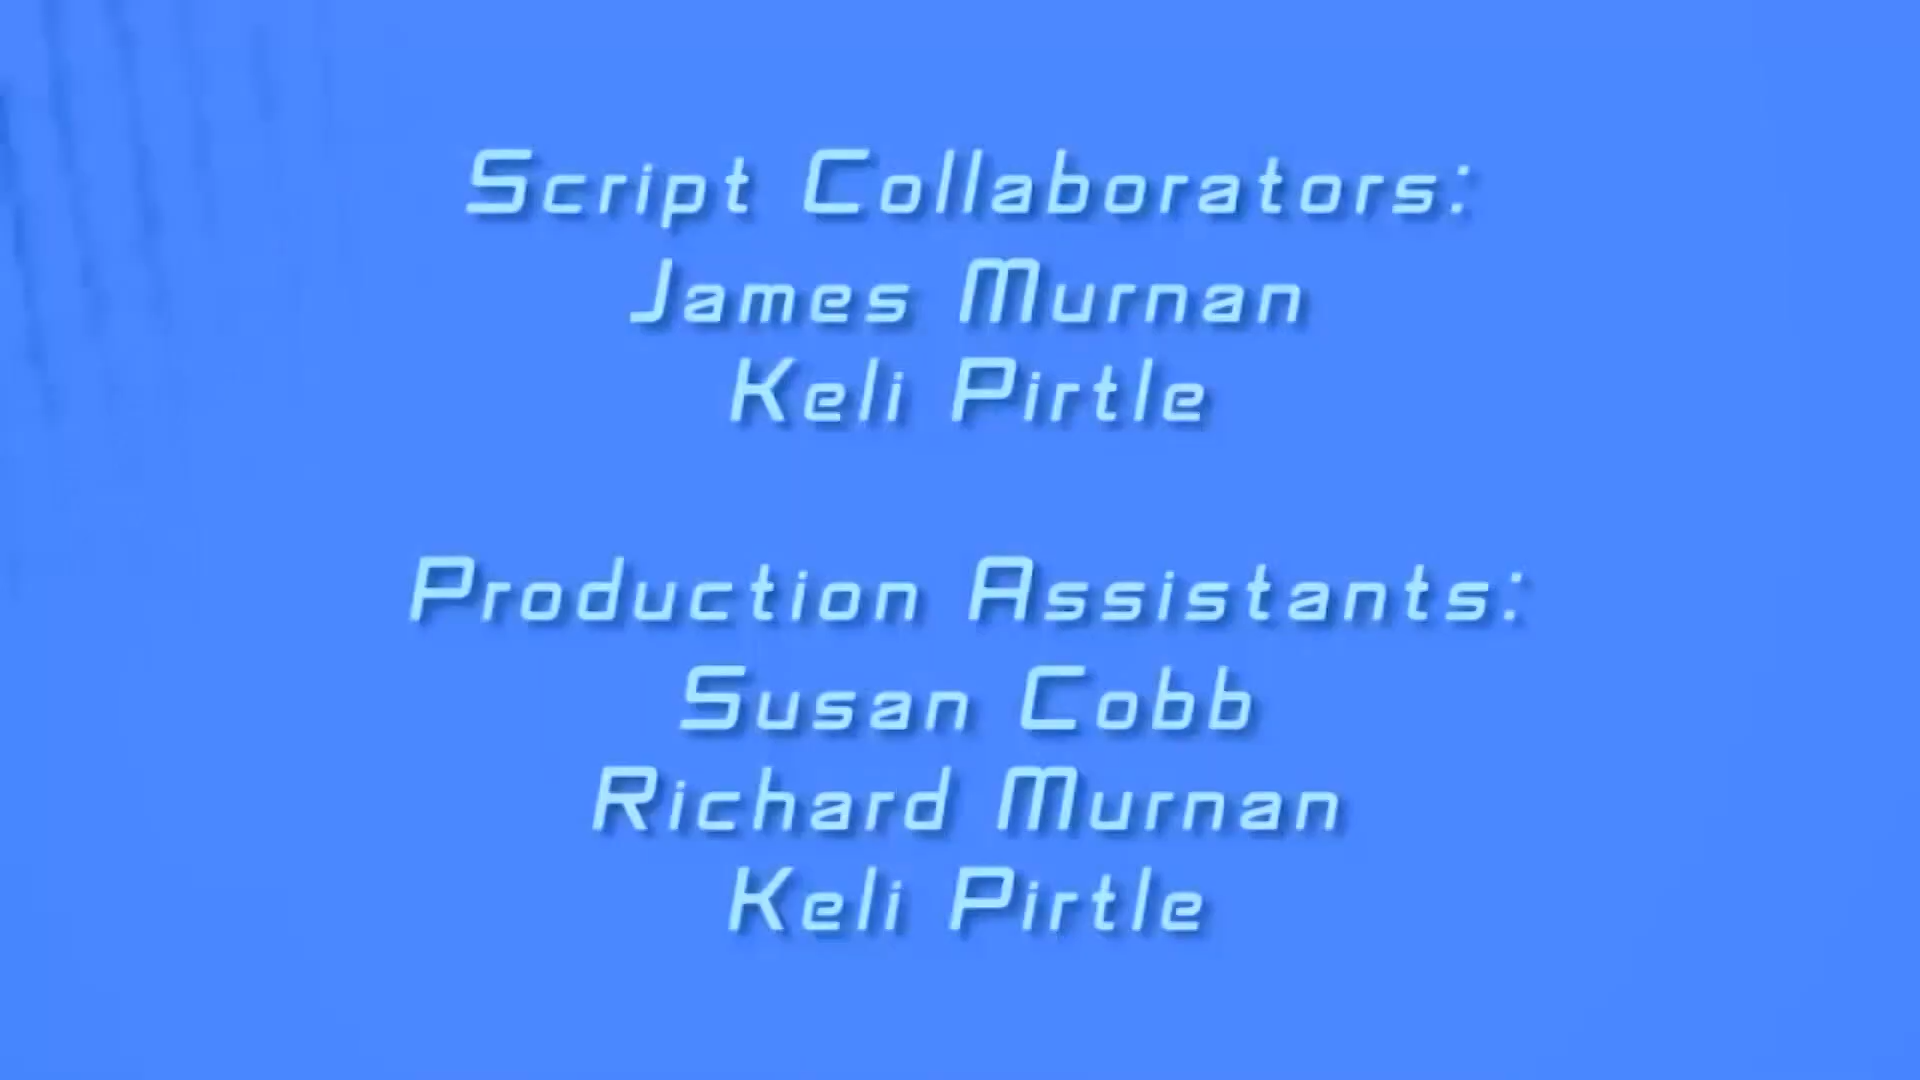 Script Collaborators:
James Murnan
Keli Pirtle
Production Assistants:
Susan Cobb
Richard Murnan
Keli Pirtle